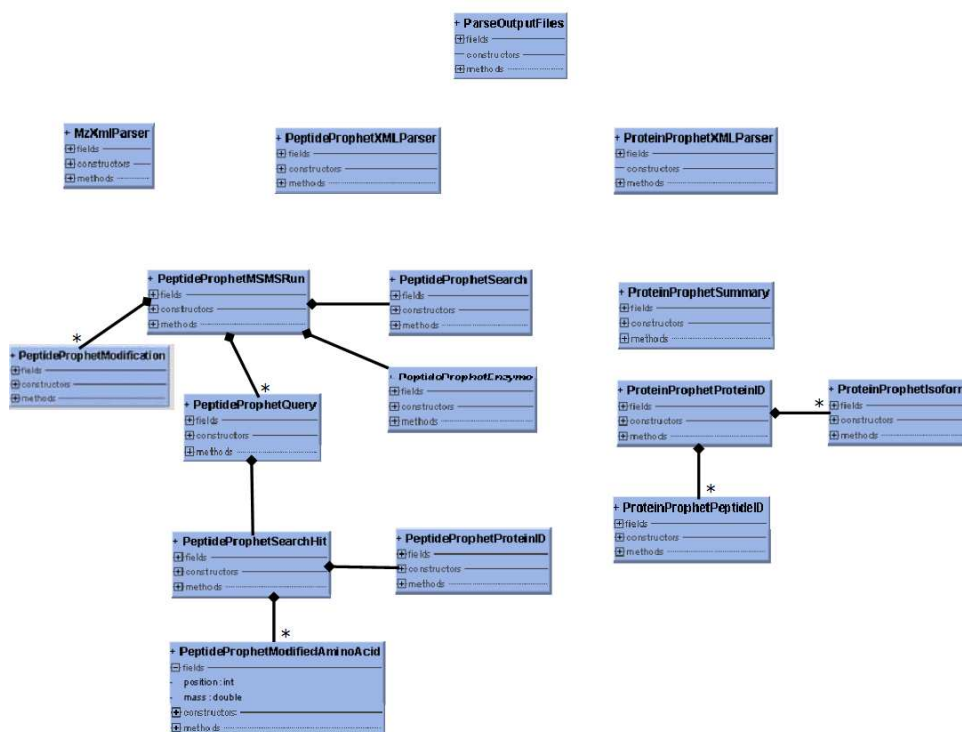 + ParseOutputFiles
fields
constructors
methods
+ MzXmlParser
fields
constructors
methods
+ PeptideProphetXMLParser
fields
constructors
methods
+ ProteinProphetXMLParser
fields
constructors
methods
+ PeptideProphetMSMSRun
fields
constructors
methods
+ PeptideProphetSearch
fields
constructors
methods
+ ProteinProphetSummary
fields
constructors
methods
*
+ PeptideProphetModification
fields
constructors
methods
PeptideProphetEnzyme
fields
constructors
methods
*
+ PeptideProphetQuery
fields
constructors
methods
+ ProteinProphetProteinID
fields
constructors
methods
*
+ ProteinProphetIsoform
fields
constructors
methods
*
+ ProteinProphetPeptideID
fields
constructors
methods
+ PeptideProphetSearchHit
fields
constructors
methods
+ PeptideProphetProteinID
fields
constructors
methods
*
+ PeptideProphetModifiedAminoAcid
fields
- position : int
- mass : double
constructors
methods